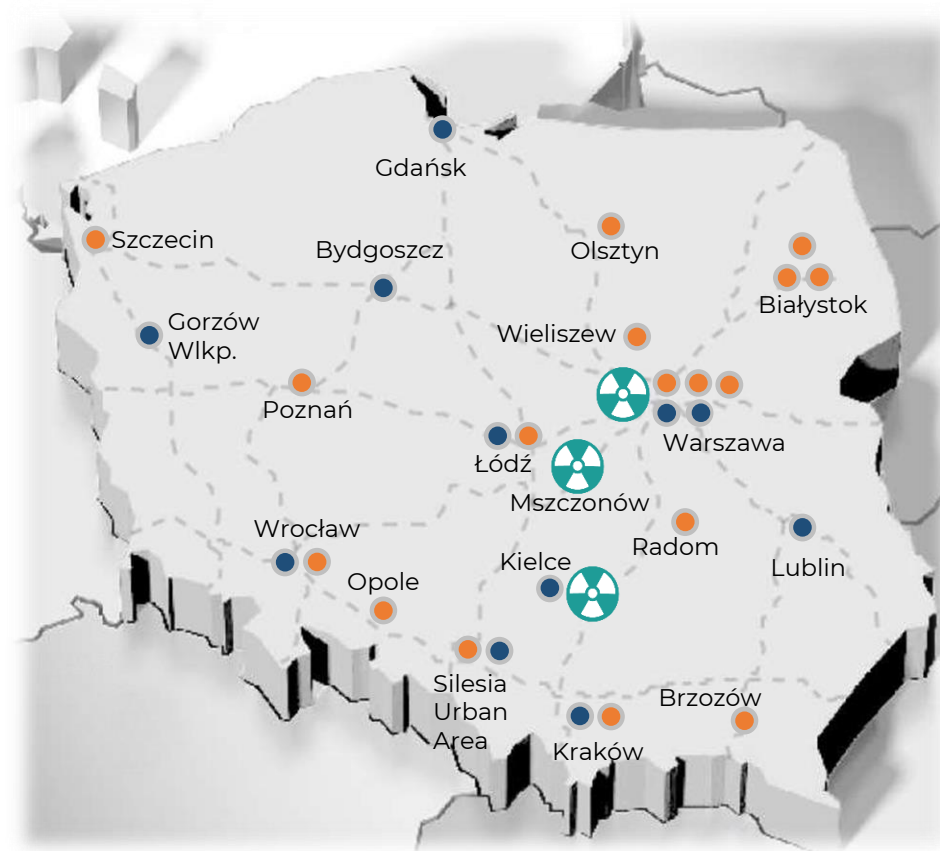 Gdańsk
Szczecin
Bydgoszcz
Olsztyn
Białystok
Gorzów
Wlkp.
Wieliszew
Poznań
Warszawa
Łódź
Mszczonów
Wrocław
Radom
Kielce
Lublin
Opole
Silesia
Urban
Area
Brzozów
Kraków